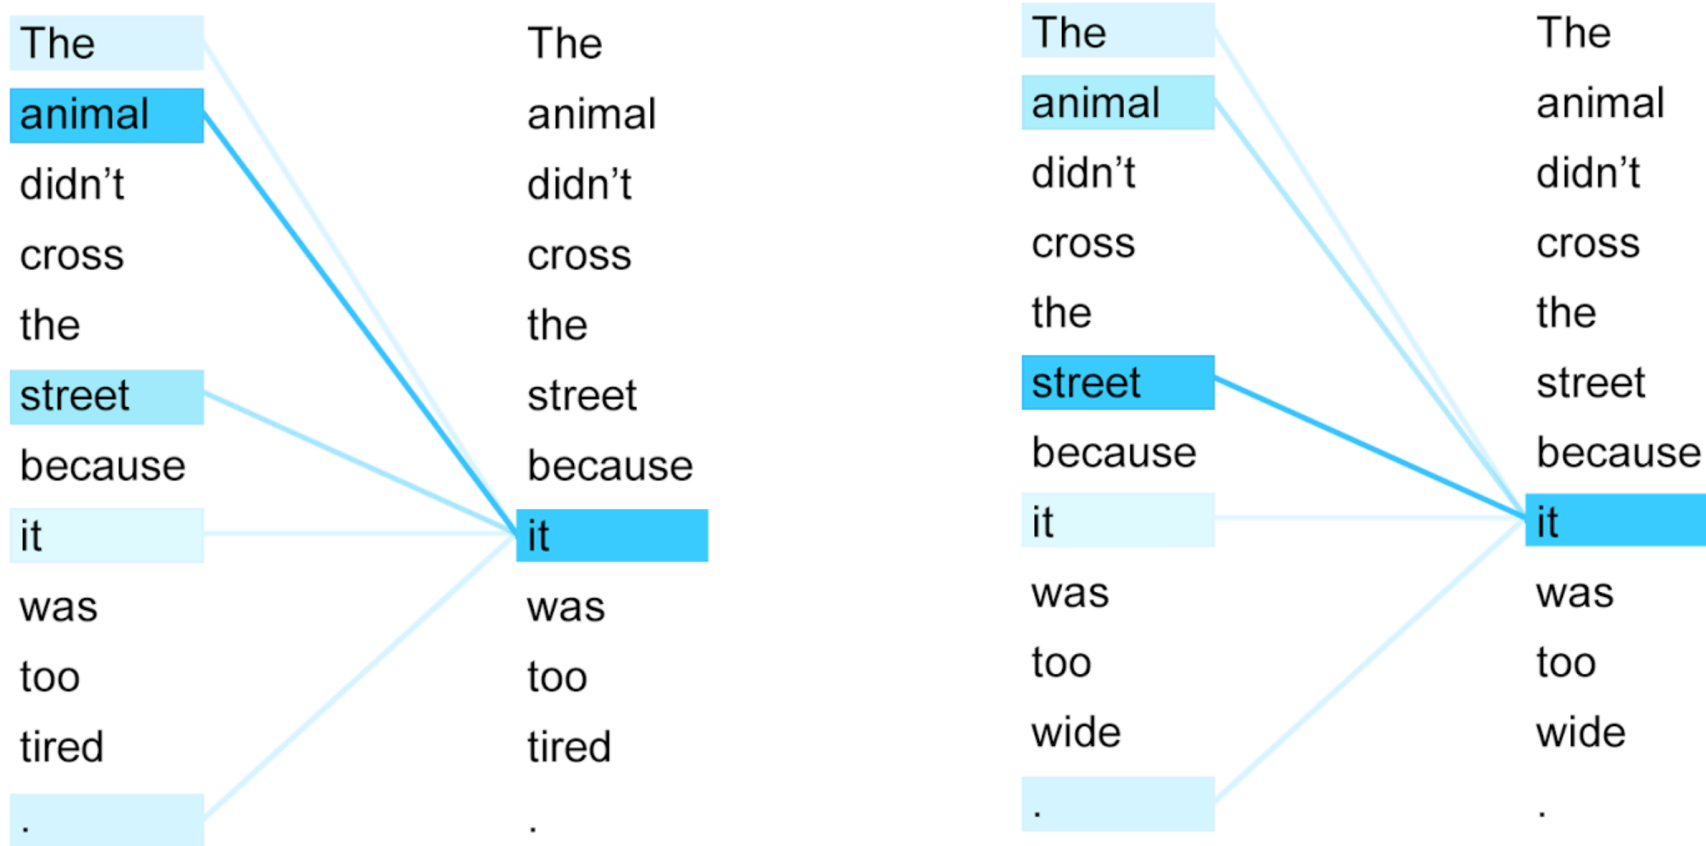 The
animal
didn’t
cross
the
street
because
it
was
too
tired
.
The
animal
didn’t
cross
the
street
because
it
was
too
tired
.
The
animal
didn’t
cross
the
street
because
it
was
too
wide
.
The
animal
didn’t
cross
the
street
because
it
was
too
wide
.